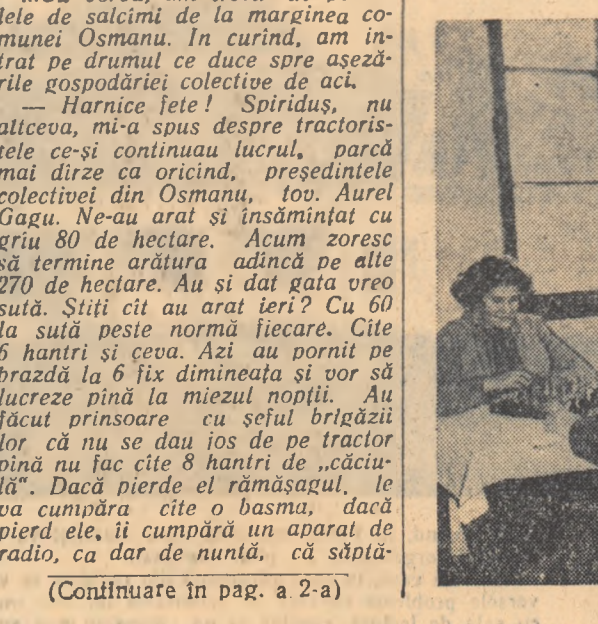 dele de salcîmi de la marginea co-
munei Osmanu. In curînd, am in-
trat pe drumul ce duce spre așeză-
rile gospodăriei colective de aci.
— Harnice fete! Spiriduș, nu
altceva, mi-a spus despre tractoris-
tele ce-și continuau lucrul, parcă
mai dirze ca oricind, președintele
colectivei din Osmanu, tov. Aurel
Gagu. Ne-au arat și însămînțat cu
grîu 80 de hectare. Acum zoresc
să termine arătura adîncă pe alte
270 de hectare. Au și dat gata vreo
sută. Știți cît au arat ieri? Cu 60
la sută peste normă fiecare. Cite
6 hantri și ceva. Azi au pornit pe
brazdă la 6 fix dimineața și vor să
lucreze pînă la miezul nopții. Au
făcut prinsoare cu șeful brigăzii
lor că nu se dau jos de pe tractor
pînă nu fac cîte 8 hantri de „căciu-
lă“. Dacă pierde el rămășagul, le
va cumpăra cîte o basma, dacă
pierd ele, îi cumpără un aparat de
radio, ca dar de nuntă, că săptă-
(Continuare în pag. a 2-a)